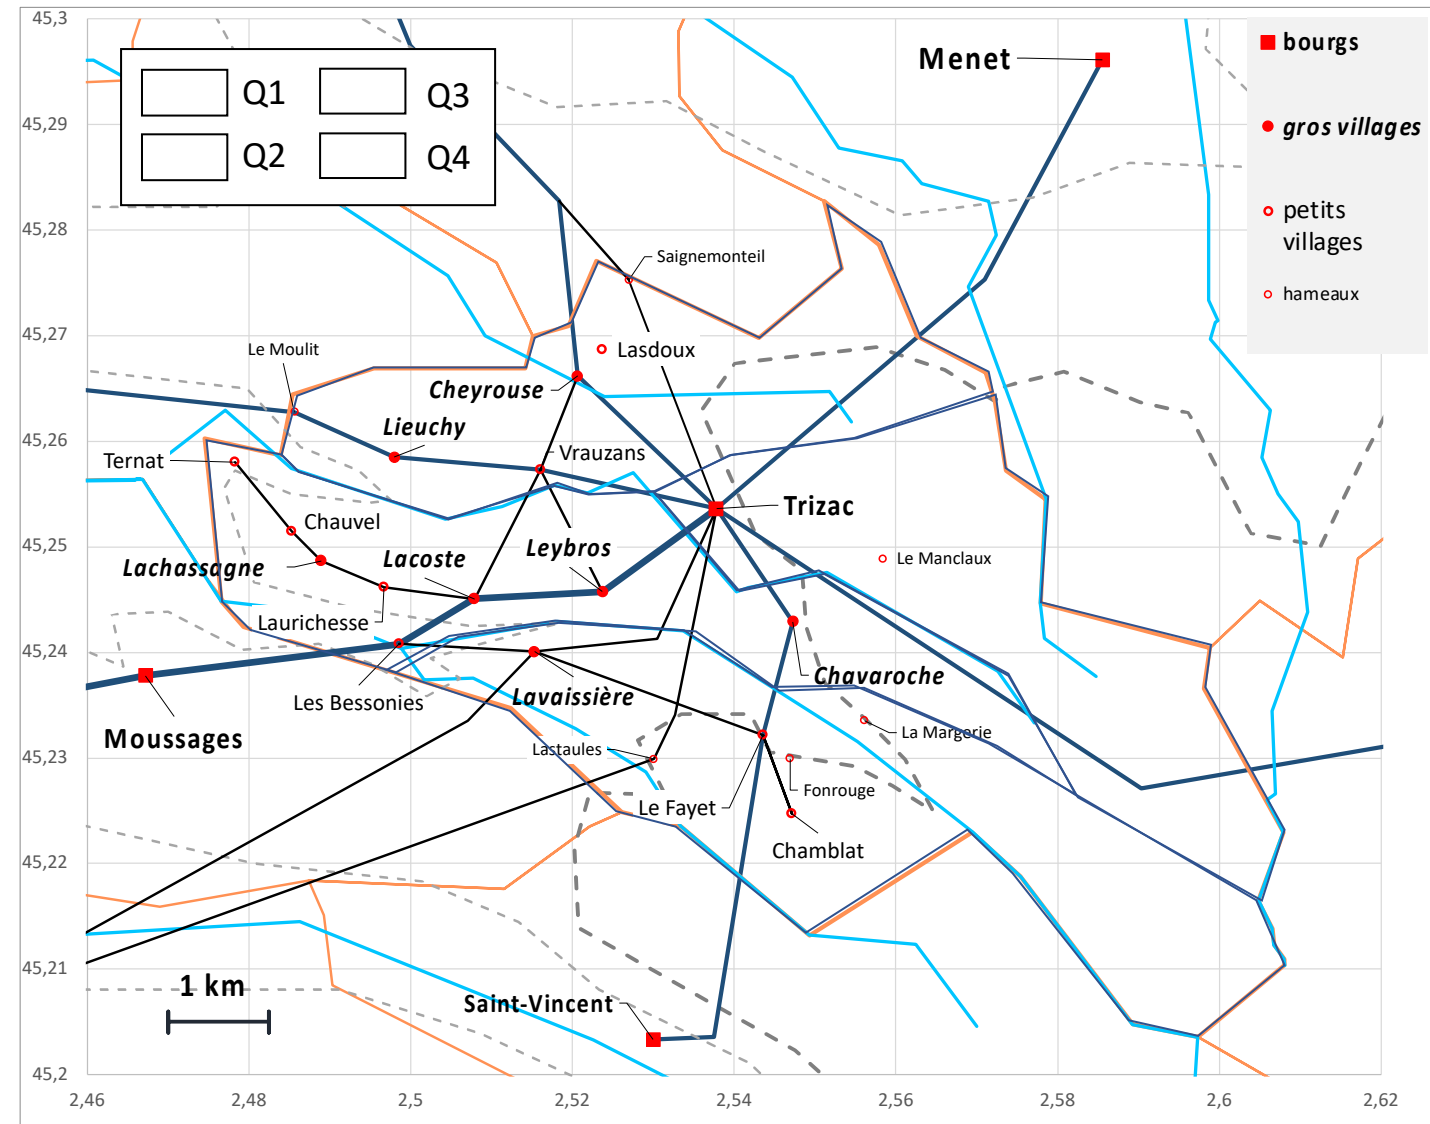 45,3
45,29
45,28
45,27
45,26
45,25
45,24
45,23
45,22
45,21
45,2
2,46
2,48
2,5
2,52
2,54
2,56
2,58
2,6
2,62
Q1
Q3
Q2
Q4
Menet
bourgs
gros villages
petits
villages
hameaux
Saignemonteil
Le Moulit
Lasdoux
Cheyrouse
Lieuchy
Ternat
Vrauzans
Trizac
Chauvel
Lachassagne
Lacoste
Leybros
Le Manclaux
Laurichesse
Les Bessonies
Lavaissière
Chavaroche
Moussages
Lastaules
La Margerie
Fonrouge
Le Fayet
Chamblat
1 km
Saint-Vincent